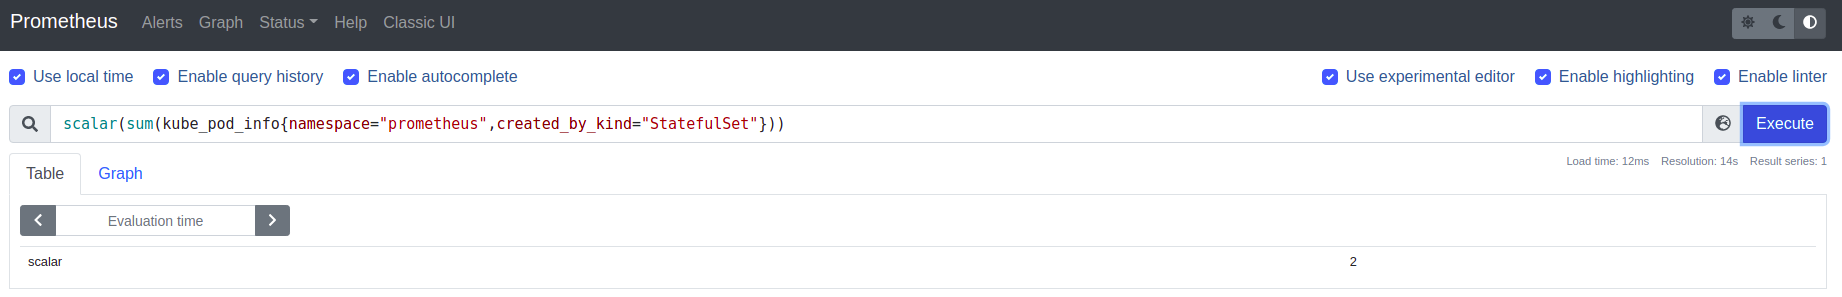 Prometheus Alerts Graph Status Help Classic UI
Use local time Enable query history Enable autocomplete Use experimental editor Enable highlighting Enable linter
scalar(sum(kube_pod_info{namespace="prometheus",created_by_kind="StatefulSet"})) Execute
Table Graph Load time: 12ms Resolution: 14s Result series: 1
Evaluation time
scalar 2